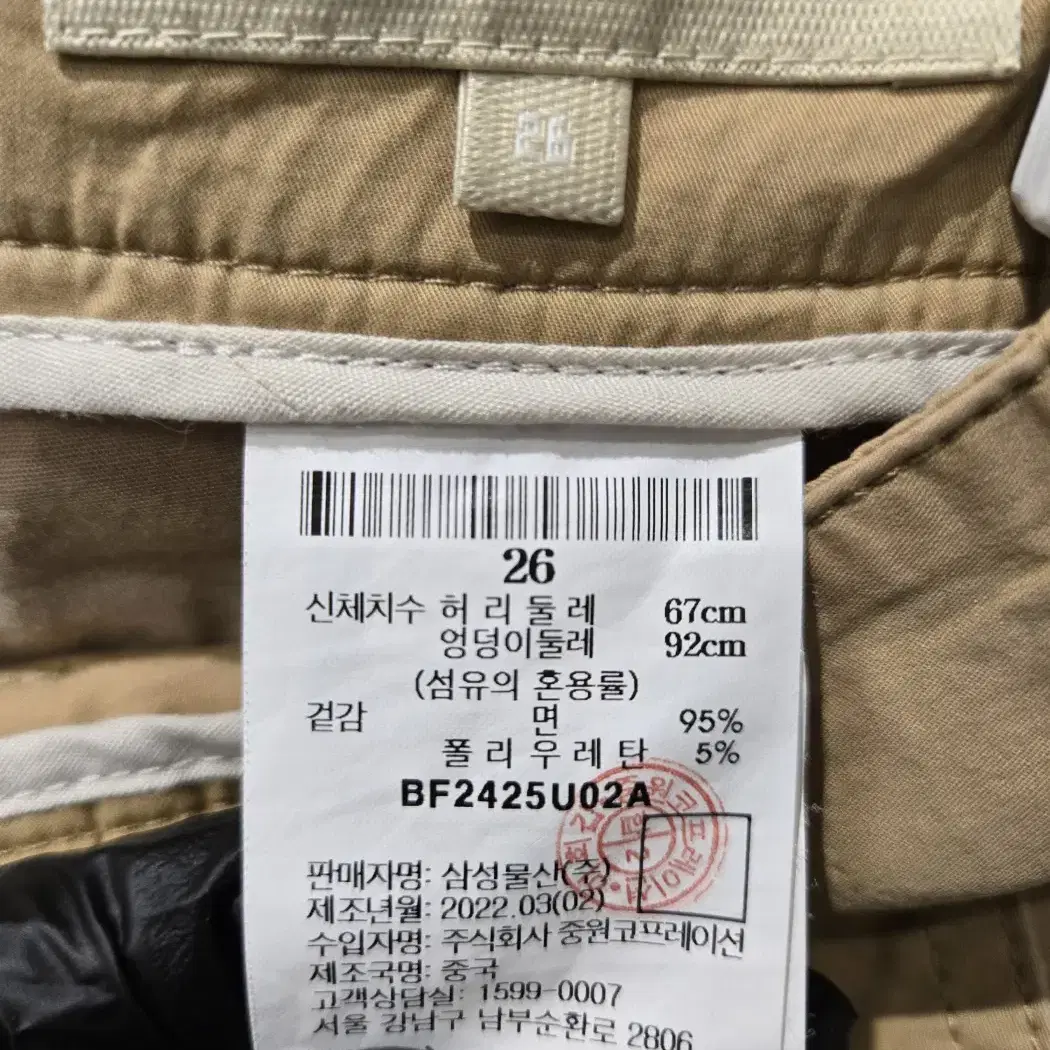 26
26
신체치수 허리둘레 67cm
엉덩이둘레 92cm
(섬유의 혼용률)
겉감 면 95%
폴리우레탄 5%
BF2425U02A
판매자명: 삼성물산(주)
제조년월: 2022.03(02)
수입자명: 주식회사 중원코프레이션
제조국명: 중국
고객상담실: 1599-0007
서울 강남구 남부순환로 2806